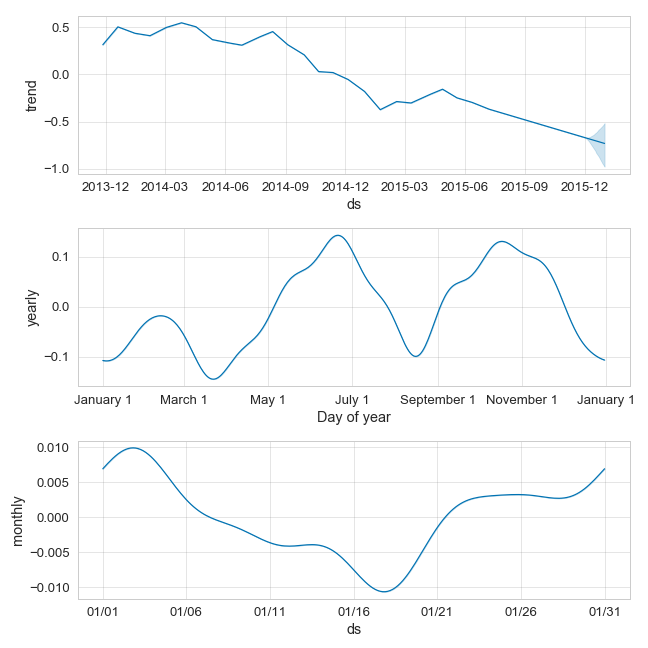 0.5
0.0
−0.5
−1.0
trend
2013-12 2014-03 2014-06 2014-09 2014-12 2015-03 2015-06 2015-09 2015-12
ds
0.1
0.0
−0.1
yearly
January 1 March 1 May 1 July 1 September 1 November 1 January 1
Day of year
0.010
0.005
0.000
−0.005
−0.010
monthly
01/01 01/06 01/11 01/16 01/21 01/26 01/31
ds